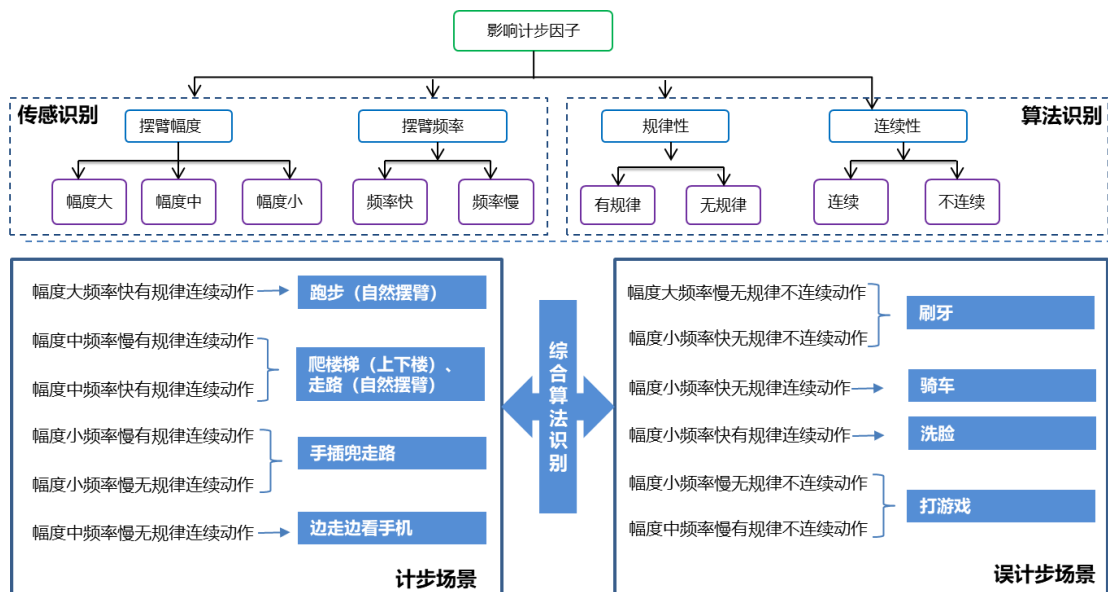 影响计步因子
传感识别
算法识别
摆臂幅度
摆臂频率
规律性
连续性
幅度大
幅度中
幅度小
频率快
频率慢
有规律
无规律
连续
不连续
幅度大频率快有规律连续动作
跑步（自然摆臂）
幅度中频率慢有规律连续动作
幅度中频率快有规律连续动作
爬楼梯（上下楼）、
走路（自然摆臂）
幅度小频率慢有规律连续动作
幅度小频率慢无规律连续动作
手插兜走路
幅度中频率慢无规律连续动作
边走边看手机
计步场景
综合算法识别
幅度大频率慢无规律不连续动作
幅度小频率快无规律不连续动作
刷牙
幅度小频率快无规律连续动作
骑车
幅度小频率快有规律连续动作
洗脸
幅度小频率慢无规律不连续动作
幅度中频率慢有规律不连续动作
打游戏
误计步场景